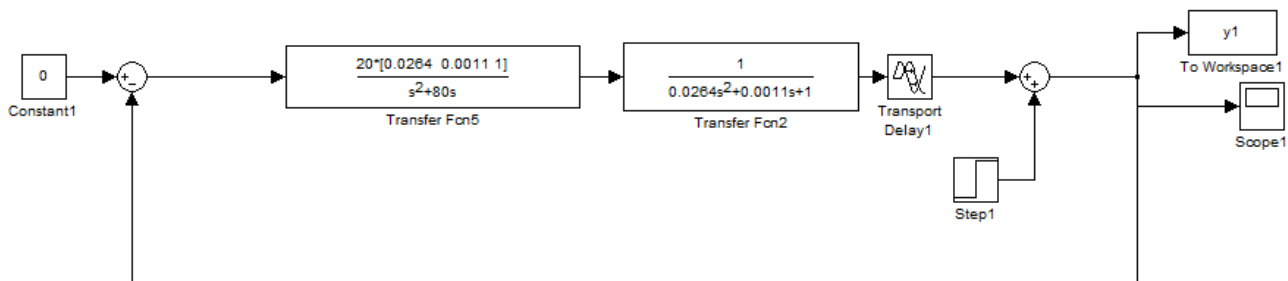 0
Constant1
+
−
20*[0.0264 0.0011 1]
s²+80s
Transfer Fcn5
1
0.0264s²+0.0011s+1
Transfer Fcn2
Transport
Delay1
+
+
Step1
y1
To Workspace1
Scope1